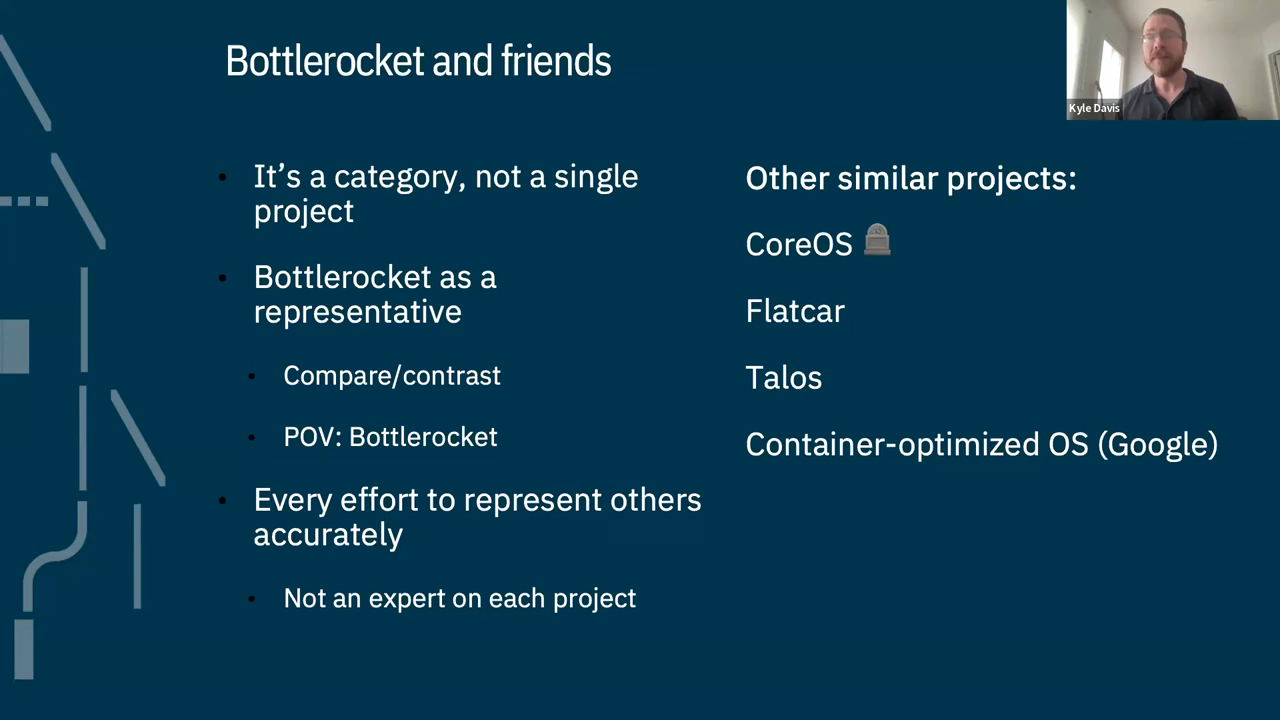 Bottlerocket and friends
Kyle Davis
• It’s a category, not a single
project
• Bottlerocket as a
representative
• Compare/contrast
• POV: Bottlerocket
• Every effort to represent others
accurately
• Not an expert on each project
Other similar projects:
CoreOS 🪦
Flatcar
Talos
Container-optimized OS (Google)